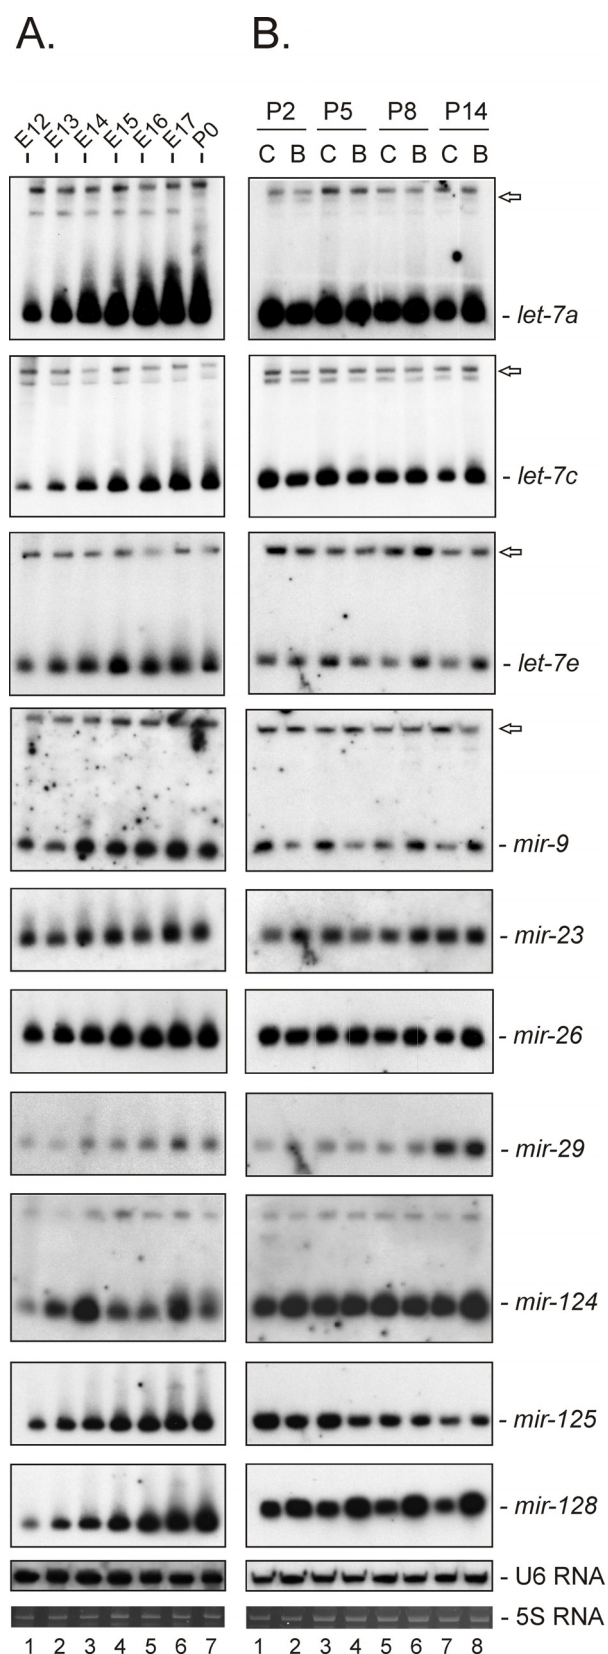 A. B.
E12 E13 E14 E15 E16 E17 P0
P2 P5 P8 P14
C B C B C B C B
- let-7a
- let-7c
- let-7e
- mir-9
- mir-23
- mir-26
- mir-29
- mir-124
- mir-125
- mir-128
- U6 RNA
- 5S RNA
1 2 3 4 5 6 7 1 2 3 4 5 6 7 8